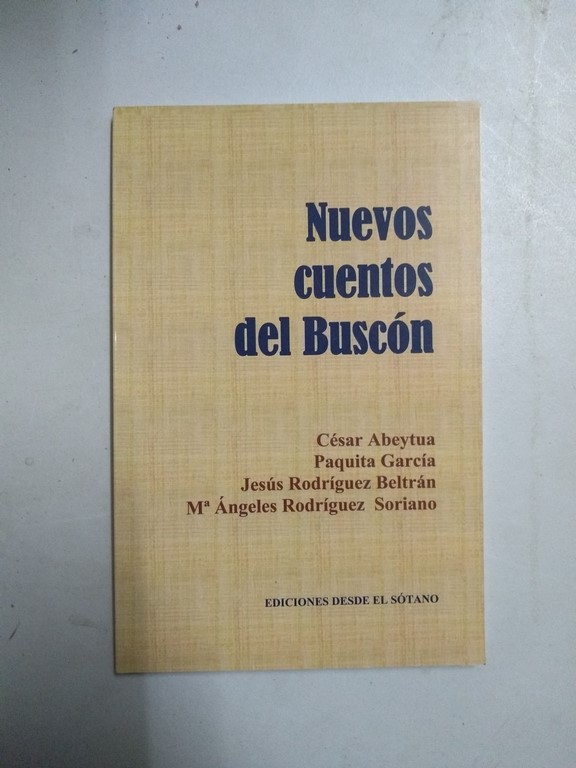 Nuevos
cuentos
del Buscón
César Abeytua
Paquita García
Jesús Rodríguez Beltrán
Mª Ángeles Rodríguez Soriano
EDICIONES DESDE EL SÓTANO